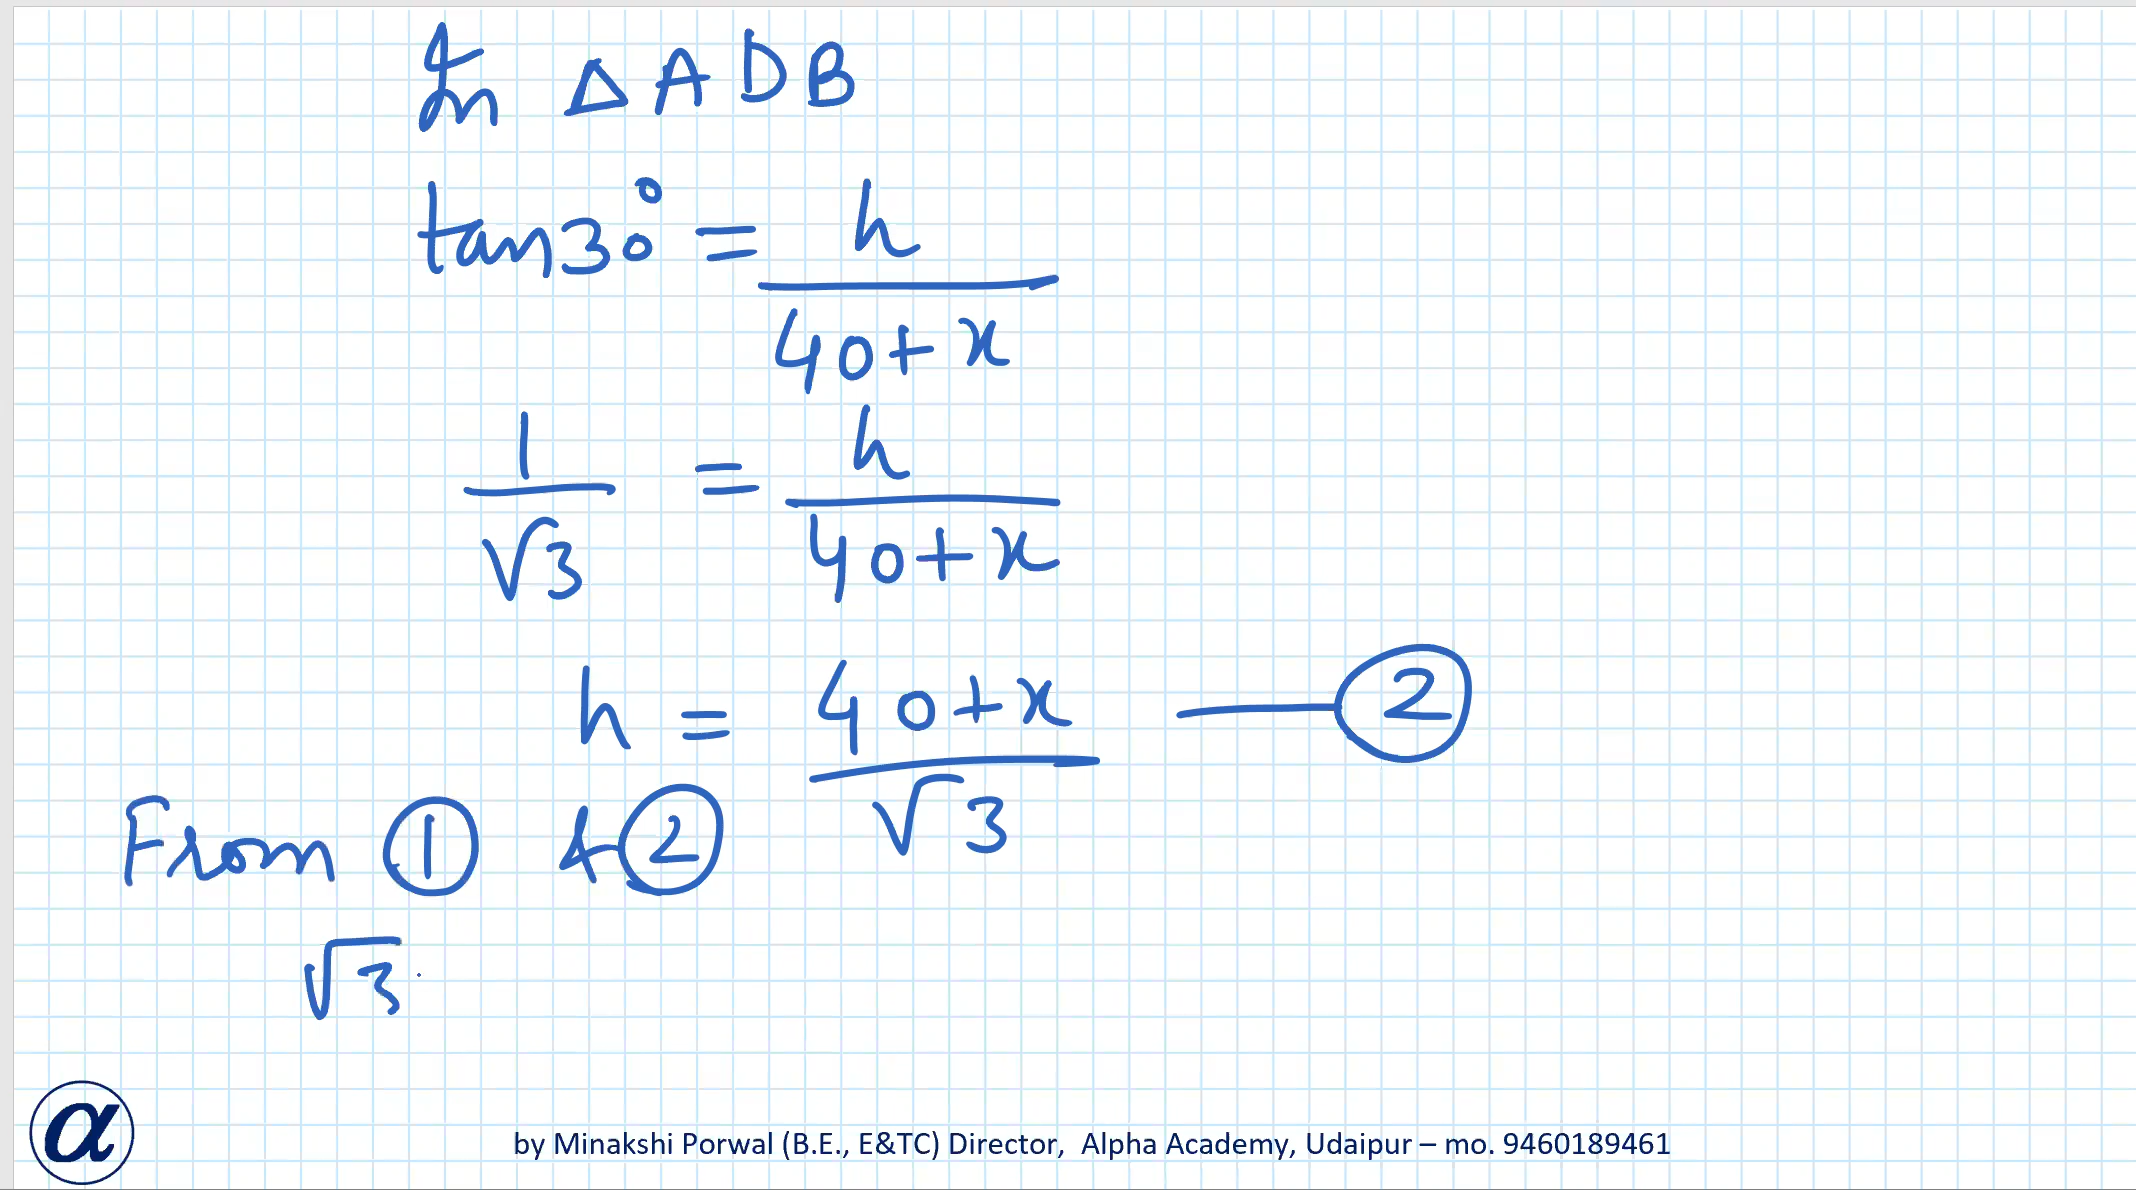 In △ADB
tan30° = h/(40+x)
1/√3 = h/(40+x)
h = (40+x)/√3 —— ②
From ① & ②
√3
α
by Minakshi Porwal (B.E., E&TC) Director, Alpha Academy, Udaipur – mo. 9460189461